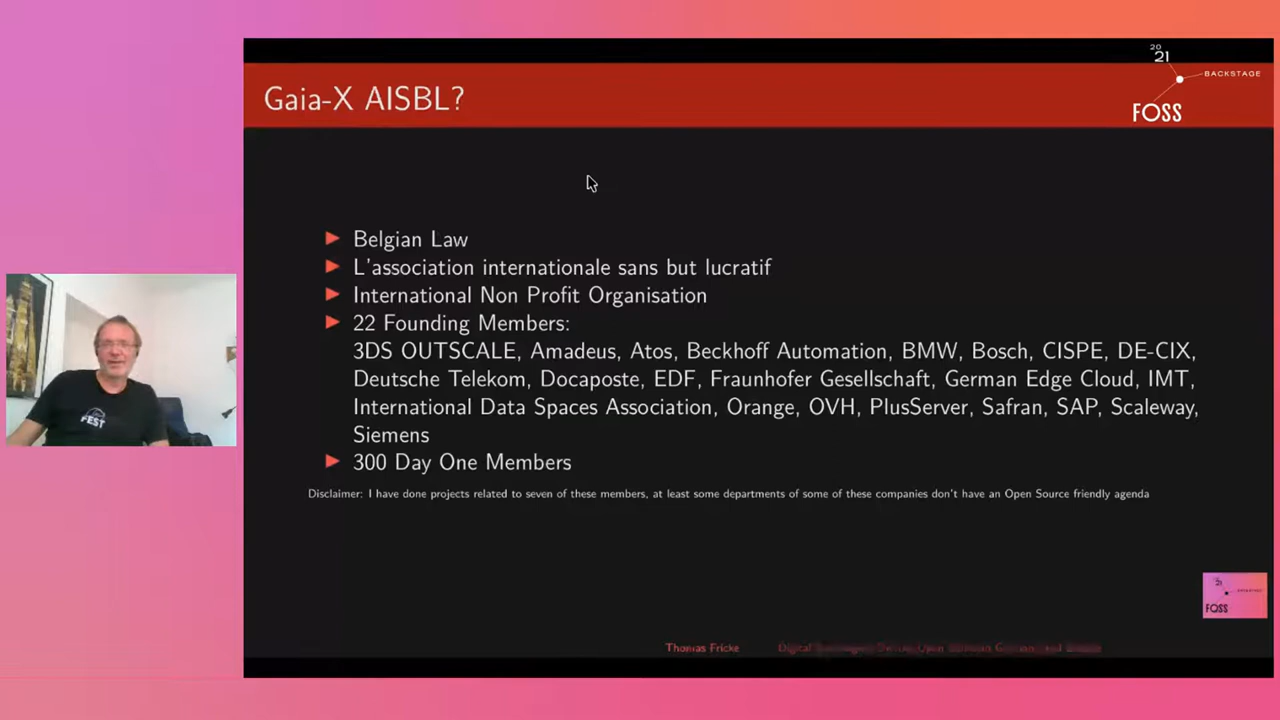 Gaia-X AISBL?
20
21
BACKSTAGE
FOSS
Belgian Law
L'association internationale sans but lucratif
International Non Profit Organisation
22 Founding Members:
3DS OUTSCALE, Amadeus, Atos, Beckhoff Automation, BMW, Bosch, CISPE, DE-CIX,
Deutsche Telekom, Docaposte, EDF, Fraunhofer Gesellschaft, German Edge Cloud, IMT,
International Data Spaces Association, Orange, OVH, PlusServer, Safran, SAP, Scaleway,
Siemens
300 Day One Members
Disclaimer: I have done projects related to seven of these members, at least some departments of some of these companies don't have an Open Source friendly agenda
FEST
21
FOSS
Thomas Fricke
Digital